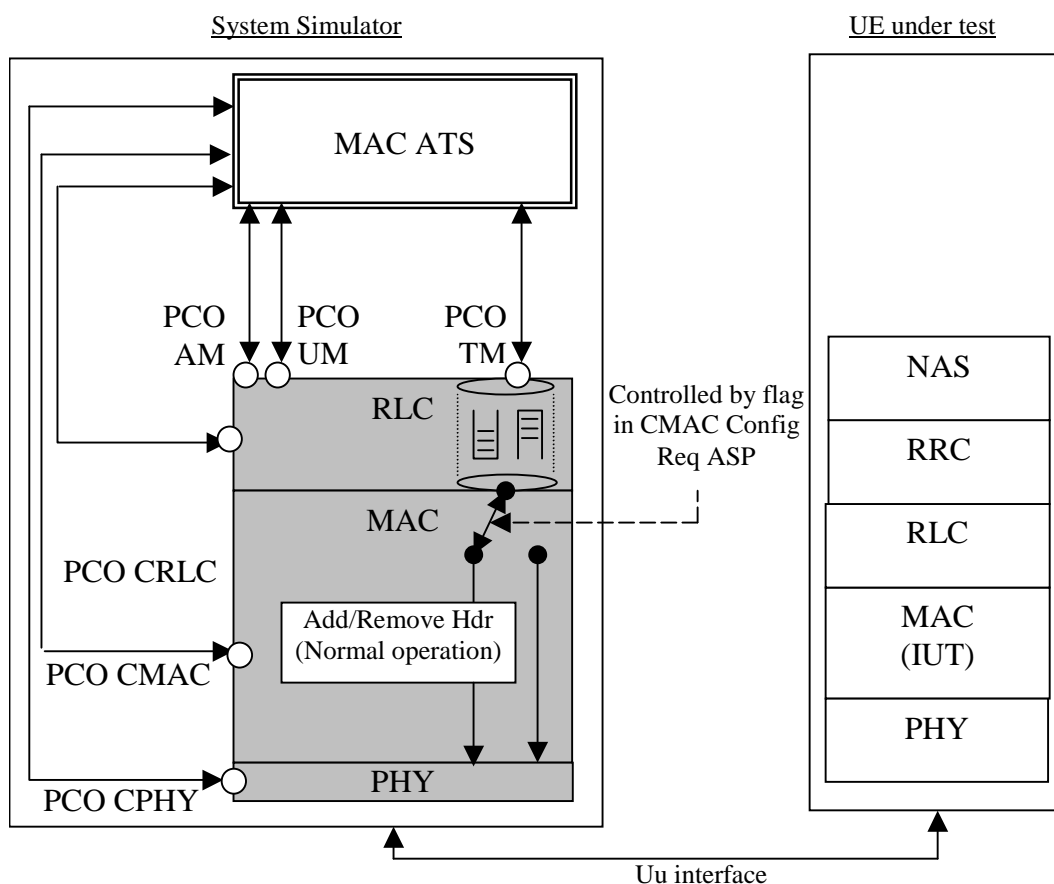 System Simulator
UE under test
MAC ATS
PCO
AM
PCO
UM
PCO
TM
RLC
Controlled by flag
in CMAC Config
Req ASP
MAC
PCO CRLC
Add/Remove Hdr
(Normal operation)
PCO CMAC
PHY
PCO CPHY
NAS
RRC
RLC
MAC
(IUT)
PHY
Uu interface